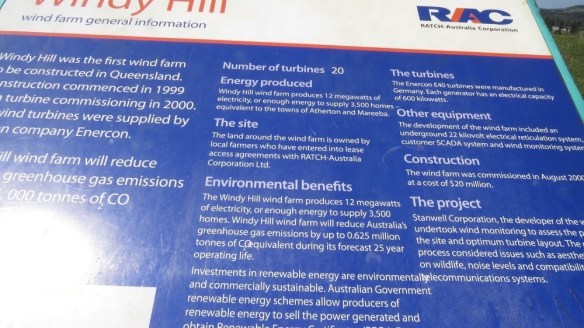 Windy Hill
wind farm general information
RAC
RATCH-Australia Corporation
Windy Hill was the first wind farm
be constructed in Queensland.
nstruction commenced in 1999
turbine commissioning in 2000.
wind turbines were supplied by
n company Enercon.
ill wind farm will reduce
greenhouse gas emissions
000 tonnes of CO
Number of turbines 20
Energy produced
Windy Hill wind farm produces 12 megawatts of
electricity, or enough energy to supply 3,500 homes –
equivalent to the towns of Atherton and Mareeba.
The site
The land around the wind farm is owned by
local farmers who have entered into lease
access agreements with RATCH-Australia
Corporation Ltd.
Environmental benefits
The Windy Hill wind farm produces 12 megawatts
of electricity, or enough energy to supply 3,500
homes. Windy Hill wind farm will reduce Australia's
greenhouse gas emissions by up to 0.625 million
tonnes of CO equivalent during its forecast 25 year
operating life.
Investments in renewable energy are environmentally
and commercially sustainable. Australian Government
renewable energy schemes allow producers of
renewable energy to sell the power generated and
obtain Renewable Energy
The turbines
The Enercon E40 turbines were manufactured in
Germany. Each generator has an electrical capacity
of 600 kilowatts.
Other equipment
The development of the wind farm included an
underground 22 kilovolt electrical reticulation system,
customer SCADA system and wind monitoring system
Construction
The wind farm was commissioned in August 2000
at a cost of $20 million.
The project
Stanwell Corporation, the developer of the w
undertook wind monitoring to assess the p
the site and optimum turbine layout. The
process considered issues such as aesthe
on wildlife, noise levels and compatibili
telecommunications systems.